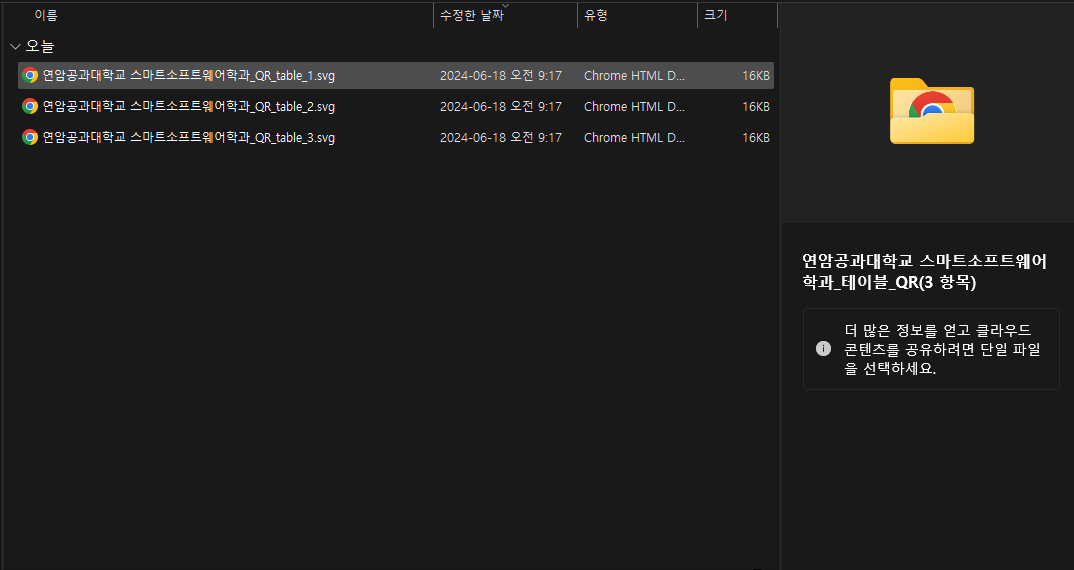 이름 수정한 날짜 유형 크기
오늘
연암공과대학교 스마트소프트웨어학과_QR_table_1.svg 2024-06-18 오전 9:17 Chrome HTML D... 16KB
연암공과대학교 스마트소프트웨어학과_QR_table_2.svg 2024-06-18 오전 9:17 Chrome HTML D... 16KB
연암공과대학교 스마트소프트웨어학과_QR_table_3.svg 2024-06-18 오전 9:17 Chrome HTML D... 16KB
연암공과대학교 스마트소프트웨어
학과_테이블_QR(3 항목)
더 많은 정보를 얻고 클라우드
콘텐츠를 공유하려면 단일 파일
을 선택하세요.